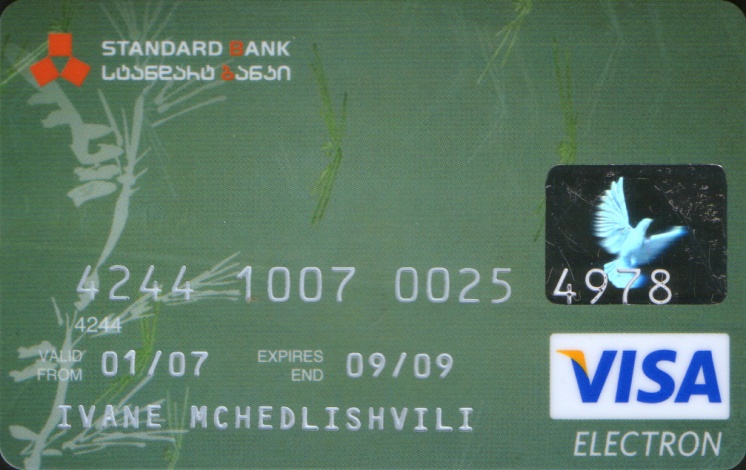 STANDARD BANK
სტანდარტ ბანკი
4244 1007 0025 4978
4244
VALID FROM 01/07 EXPIRES END 09/09
IVANE MCHEDLISHVILI
VISA
ELECTRON